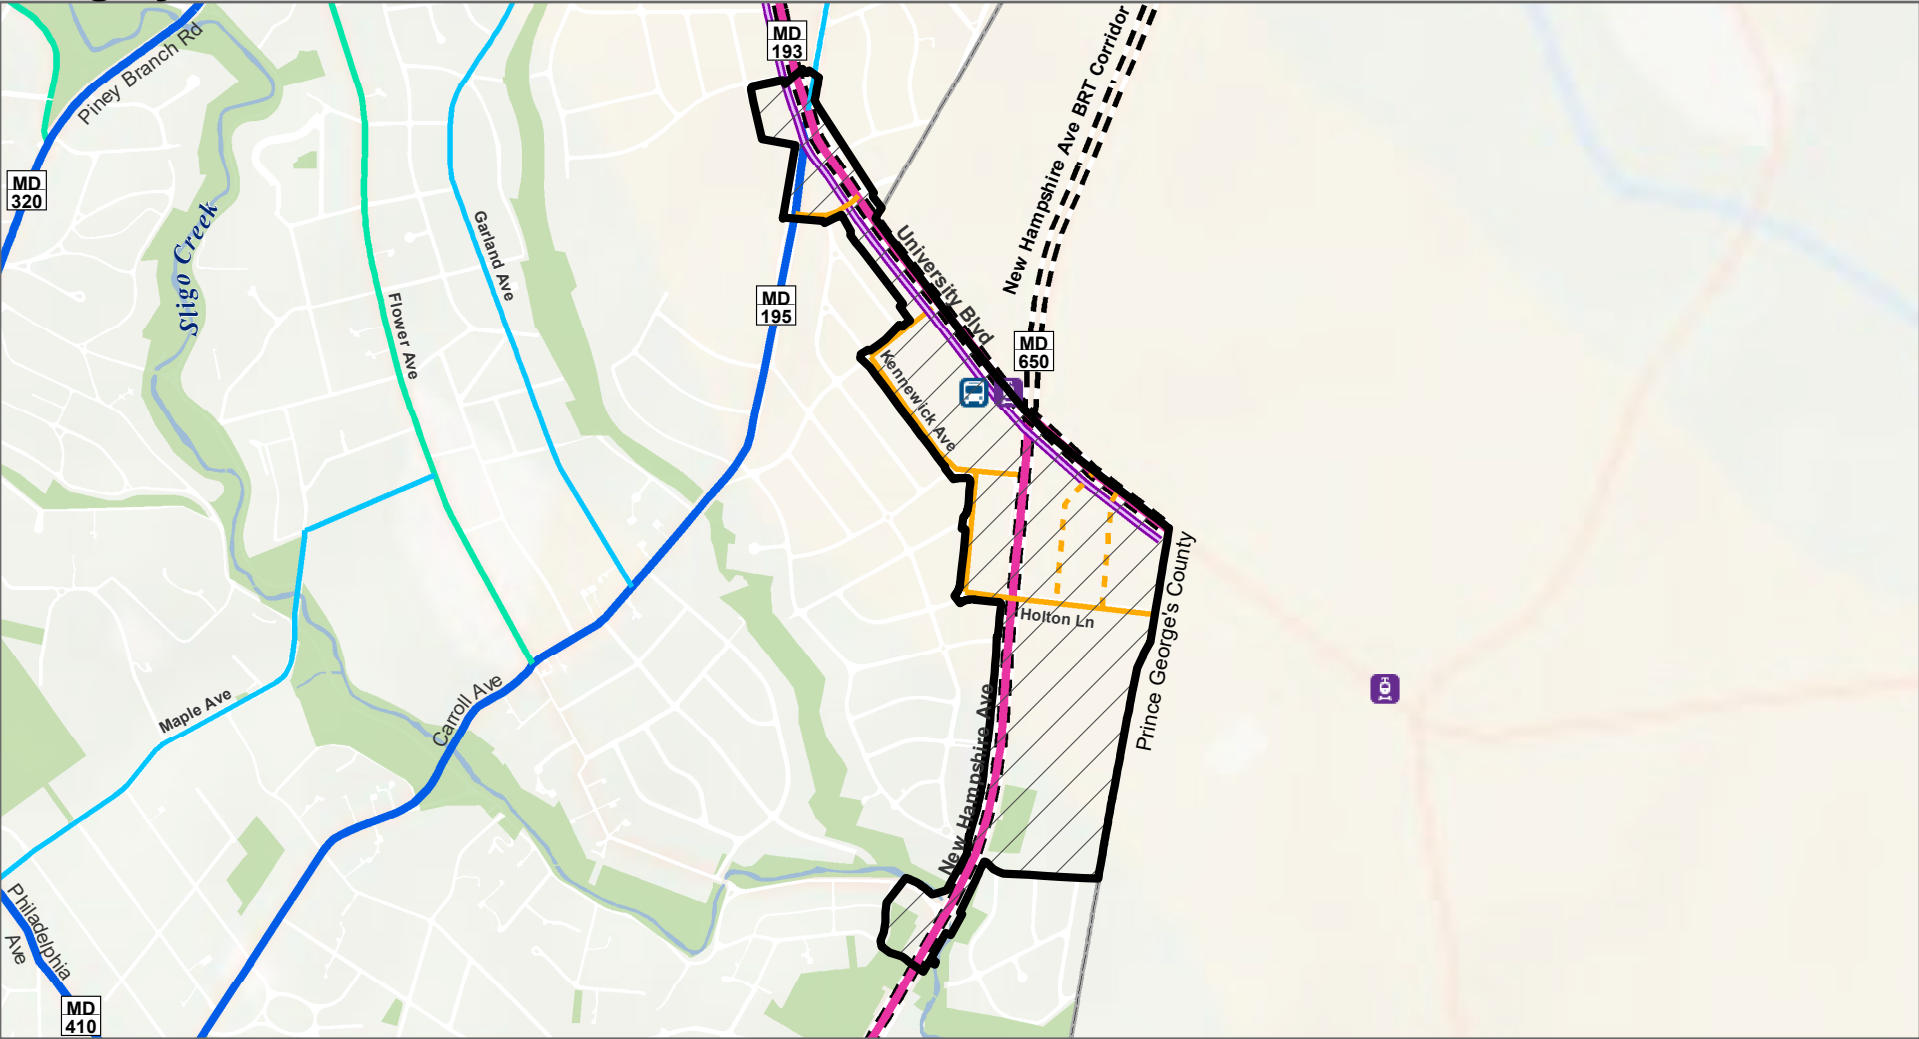 MD
193
Piney Branch Rd
New Hampshire Ave BRT Corridor
MD
320
Sligo Creek
Garland Ave
University Blvd
MD
195
Flower Ave
MD
650
Kennewick Ave
Holton Ln
Prince George's County
Maple Ave
Carroll Ave
New Hampshire Ave
Philadelphia
Ave
MD
410